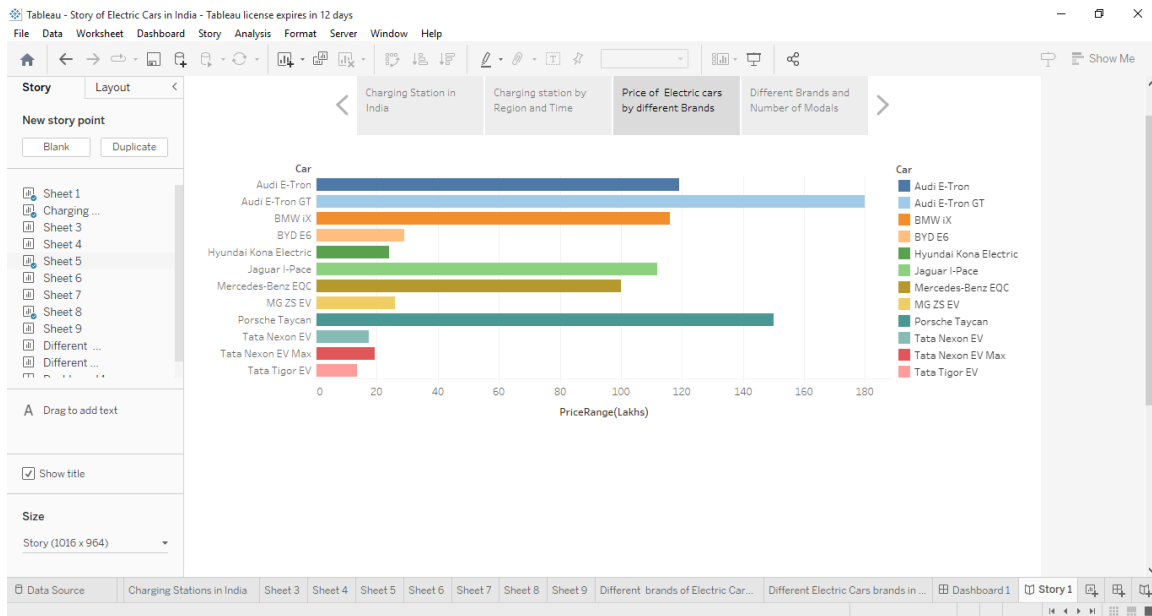 Tableau - Story of Electric Cars in India - Tableau license expires in 12 days
File Data Worksheet Dashboard Story Analysis Format Server Window Help
Show Me
Story Layout
New story point
Blank Duplicate
Sheet 1
Charging ...
Sheet 3
Sheet 4
Sheet 5
Sheet 6
Sheet 7
Sheet 8
Sheet 9
Different ...
Different ...
A Drag to add text
Show title
Size
Story (1016 x 964)
Charging Station in
India
Charging station by
Region and Time
Price of Electric cars
by different Brands
Different Brands and
Number of Modals
Car
Audi E-Tron
Audi E-Tron GT
BMW iX
BYD E6
Hyundai Kona Electric
Jaguar I-Pace
Mercedes-Benz EQC
MG ZS EV
Porsche Taycan
Tata Nexon EV
Tata Nexon EV Max
Tata Tigor EV
0 20 40 60 80 100 120 140 160 180
PriceRange(Lakhs)
Car
Audi E-Tron
Audi E-Tron GT
BMW iX
BYD E6
Hyundai Kona Electric
Jaguar I-Pace
Mercedes-Benz EQC
MG ZS EV
Porsche Taycan
Tata Nexon EV
Tata Nexon EV Max
Tata Tigor EV
Data Source Charging Stations in India Sheet 3 Sheet 4 Sheet 5 Sheet 6 Sheet 7 Sheet 8 Sheet 9 Different brands of Electric Car... Different Electric Cars brands in ... Dashboard 1 Story 1